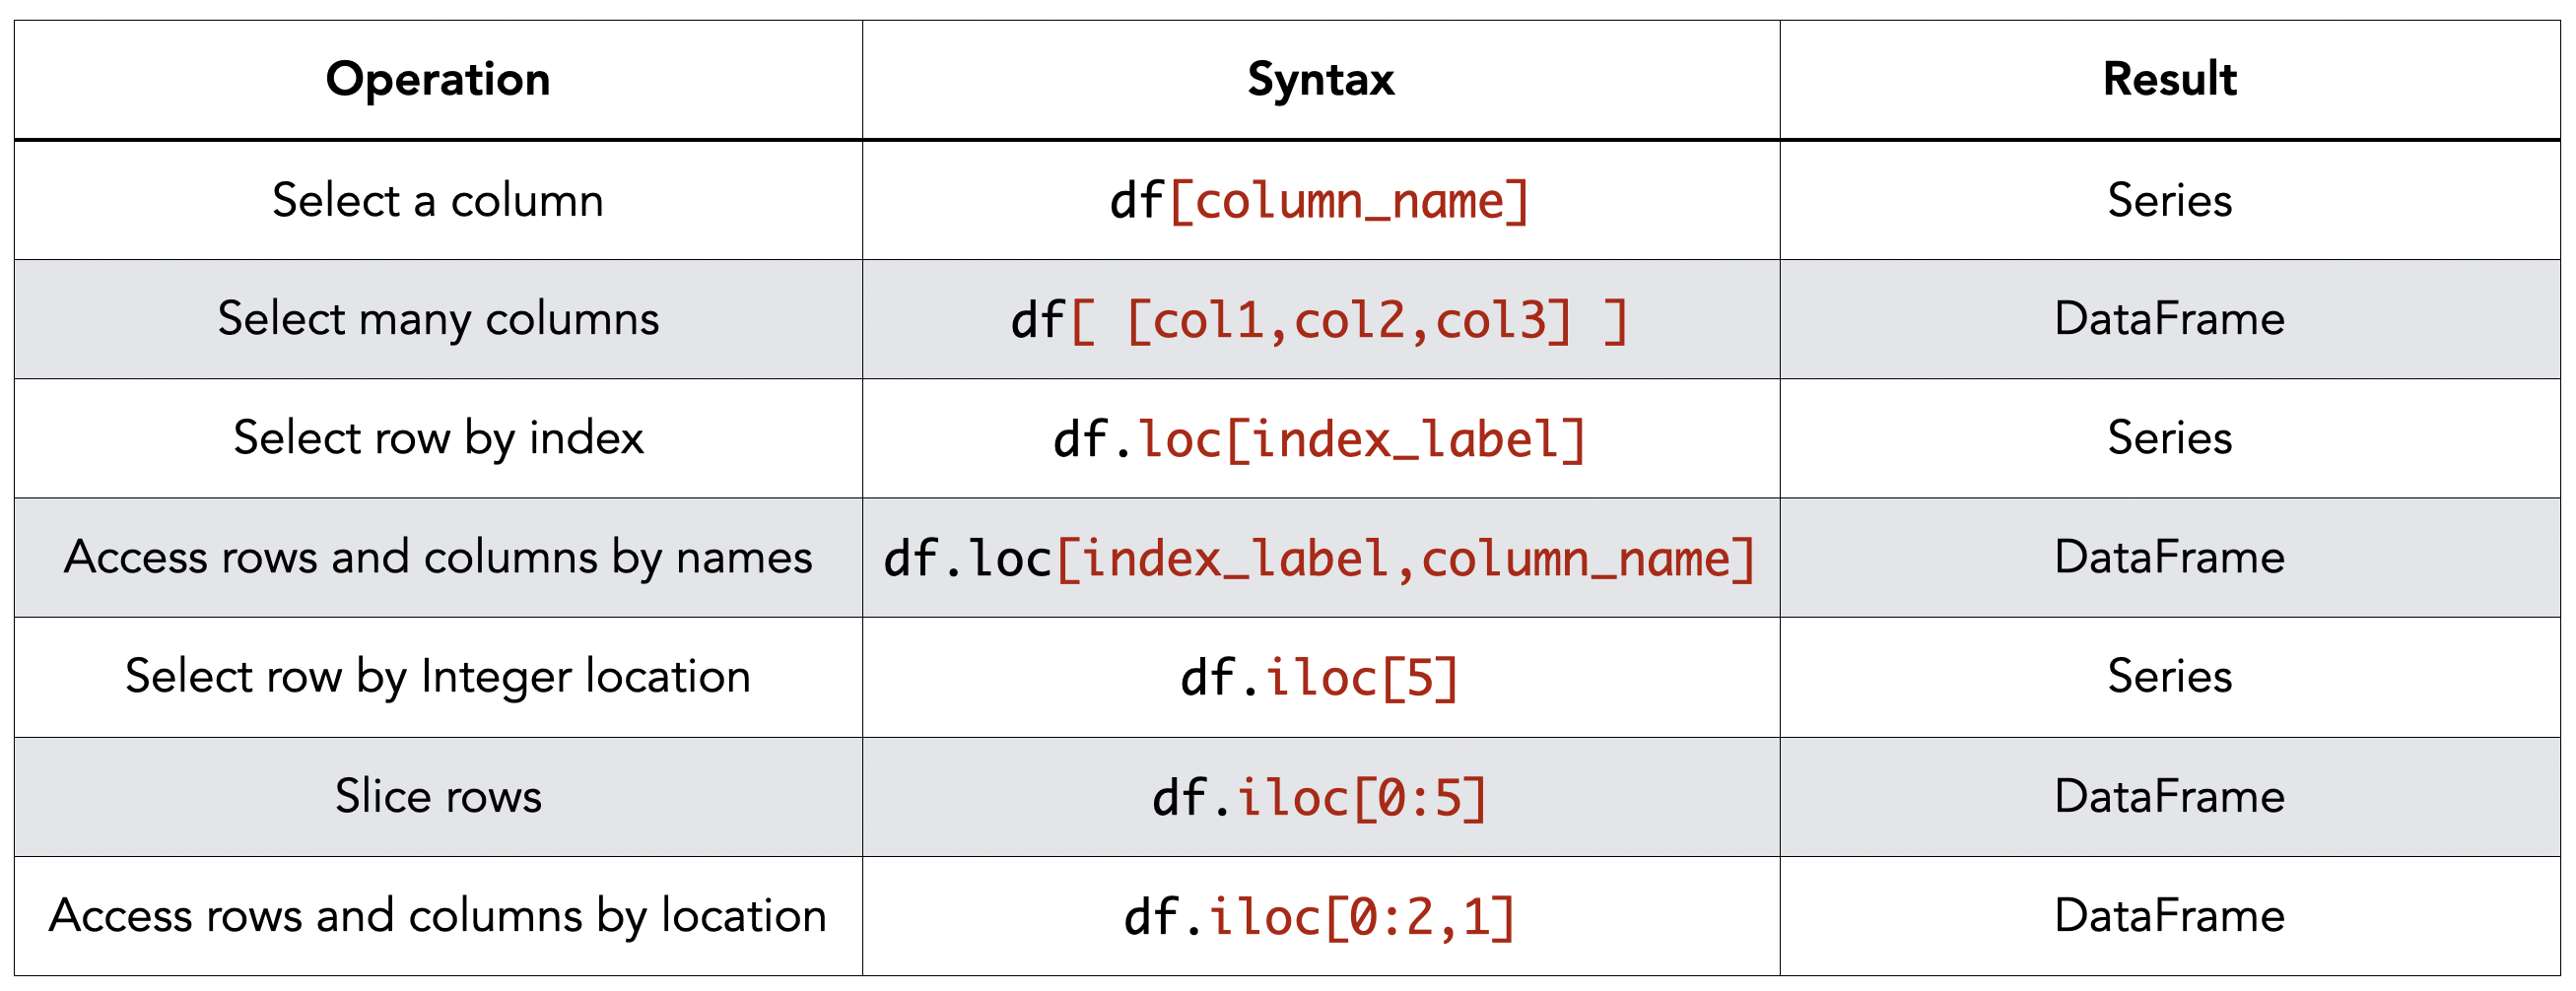 Operation Syntax Result
Select a column df[column_name] Series
Select many columns df[ [col1,col2,col3] ] DataFrame
Select row by index df.loc[index_label] Series
Access rows and columns by names df.loc[index_label,column_name] DataFrame
Select row by Integer location df.iloc[5] Series
Slice rows df.iloc[0:5] DataFrame
Access rows and columns by location df.iloc[0:2,1] DataFrame